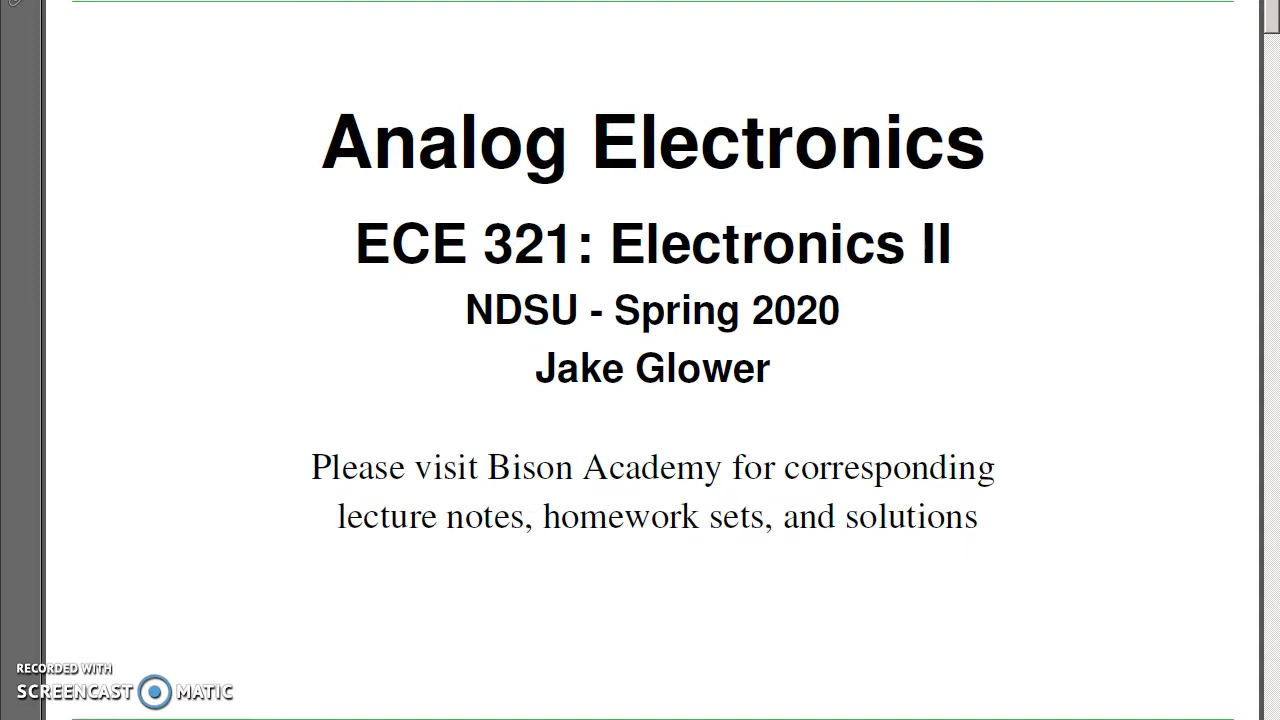 Analog Electronics
ECE 321: Electronics II
NDSU - Spring 2020
Jake Glower
Please visit Bison Academy for corresponding
lecture notes, homework sets, and solutions
RECORDED WITH
SCREENCAST MATIC